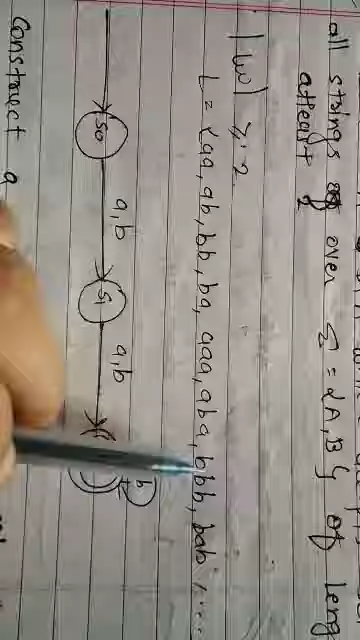 all strings over Σ = {A,B} of leng
atleast 2
|w| ≥ 2
L = {aa, ab, bb, ba, aaa, aba, bbb, bab, ....
a,b a,b b
S0 S1
Construct a